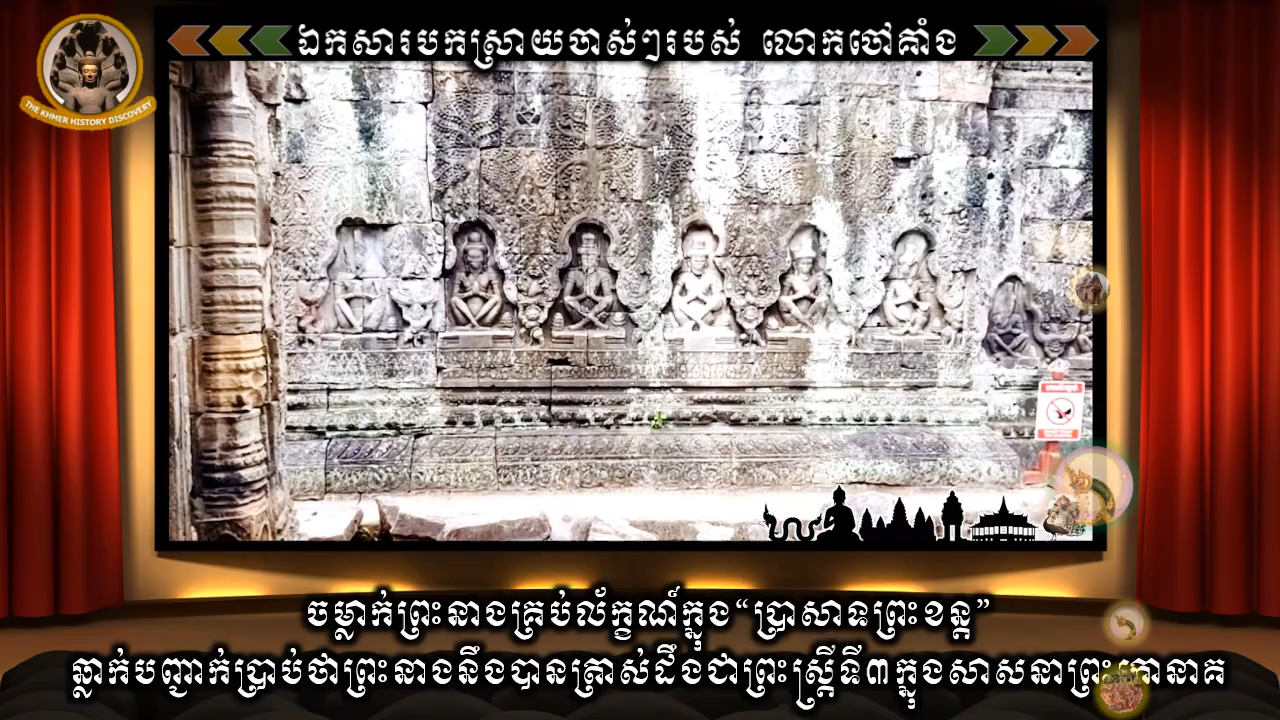 ឯកសារបកស្រាយចាស់ៗរបស់ លោកចៅគាំង
THE KHMER HISTORY DISCOVERY
ចម្លាក់ព្រះនាងគ្រប់ល័ក្ខណ៍ក្នុង“ប្រាសាទព្រះខន្ត”
ឆ្លាក់បញ្ជាក់ប្រាប់ថាព្រះនាងនឹងបានត្រាស់ដឹងជាព្រះស្ត្រីទី៣ក្នុងសាសនាព្រះកោនាគ